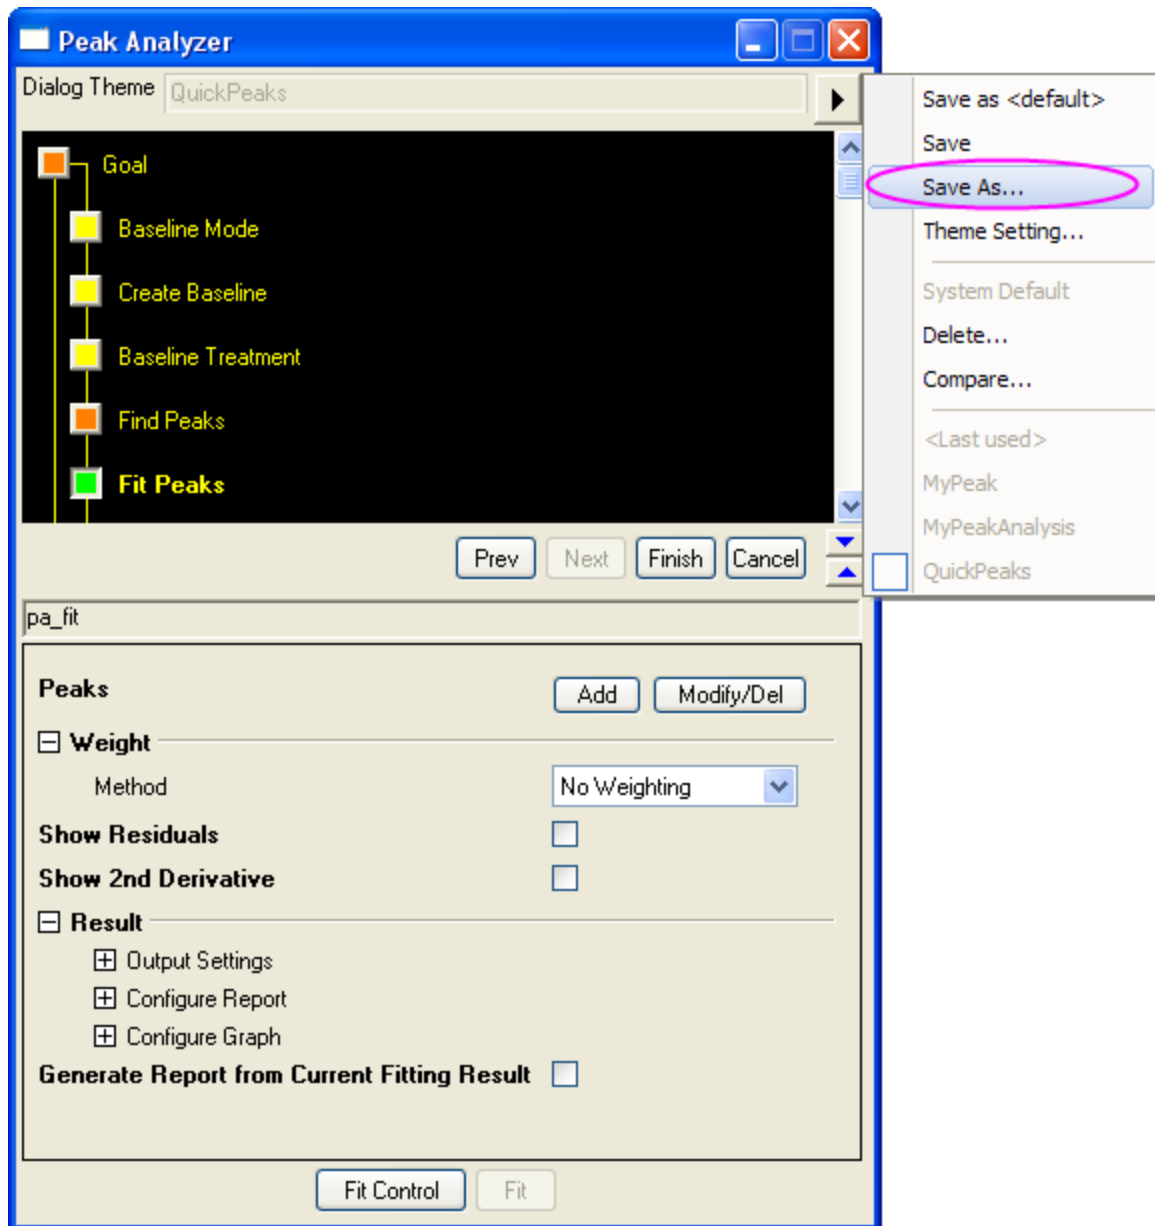 Peak Analyzer
Dialog Theme QuickPeaks
Save as <default>
Save
Save As...
Theme Setting...
System Default
Delete...
Compare...
<Last used>
MyPeak
MyPeakAnalysis
QuickPeaks
Goal
Baseline Mode
Create Baseline
Baseline Treatment
Find Peaks
Fit Peaks
Prev Next Finish Cancel
pa_fit
Peaks Add Modify/Del
Weight
Method No Weighting
Show Residuals
Show 2nd Derivative
Result
Output Settings
Configure Report
Configure Graph
Generate Report from Current Fitting Result
Fit Control Fit